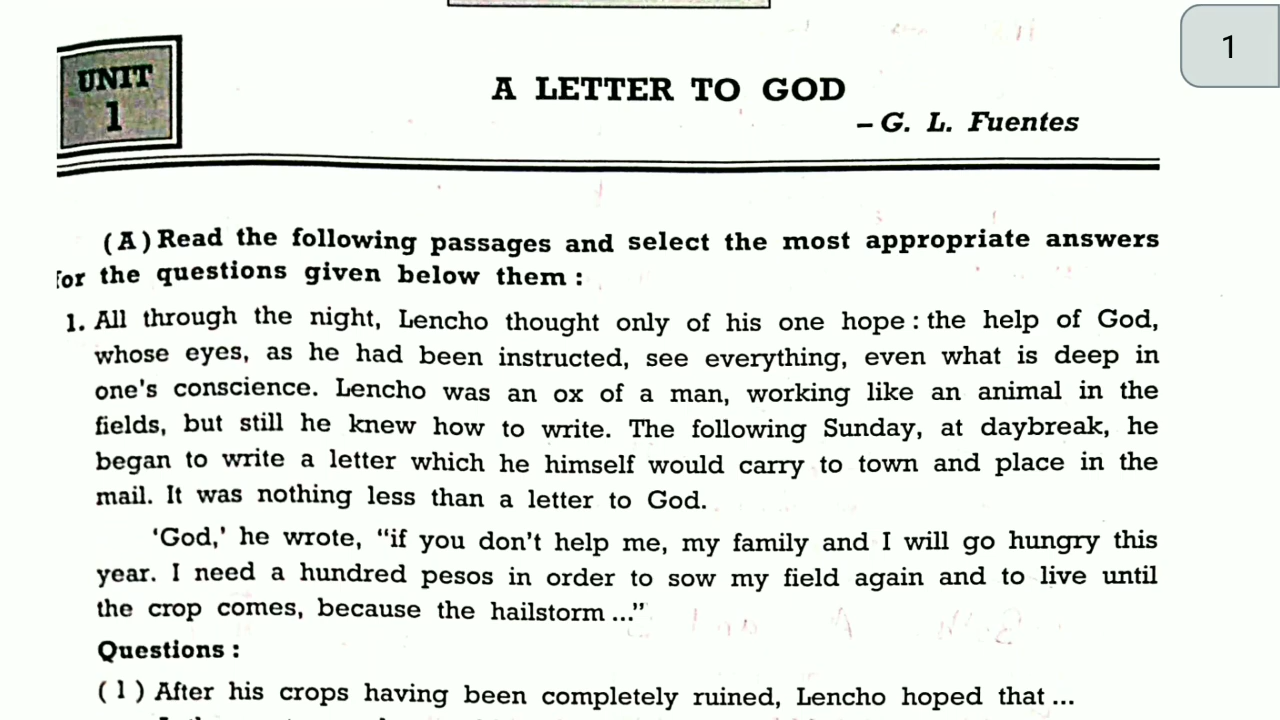 1
UNIT
1
A LETTER TO GOD
– G. L. Fuentes
(A) Read the following passages and select the most appropriate answers
for the questions given below them :
1. All through the night, Lencho thought only of his one hope : the help of God,
whose eyes, as he had been instructed, see everything, even what is deep in
one's conscience. Lencho was an ox of a man, working like an animal in the
fields, but still he knew how to write. The following Sunday, at daybreak, he
began to write a letter which he himself would carry to town and place in the
mail. It was nothing less than a letter to God.
‘God,’ he wrote, “if you don’t help me, my family and I will go hungry this
year. I need a hundred pesos in order to sow my field again and to live until
the crop comes, because the hailstorm ...”
Questions :
(1) After his crops having been completely ruined, Lencho hoped that ...